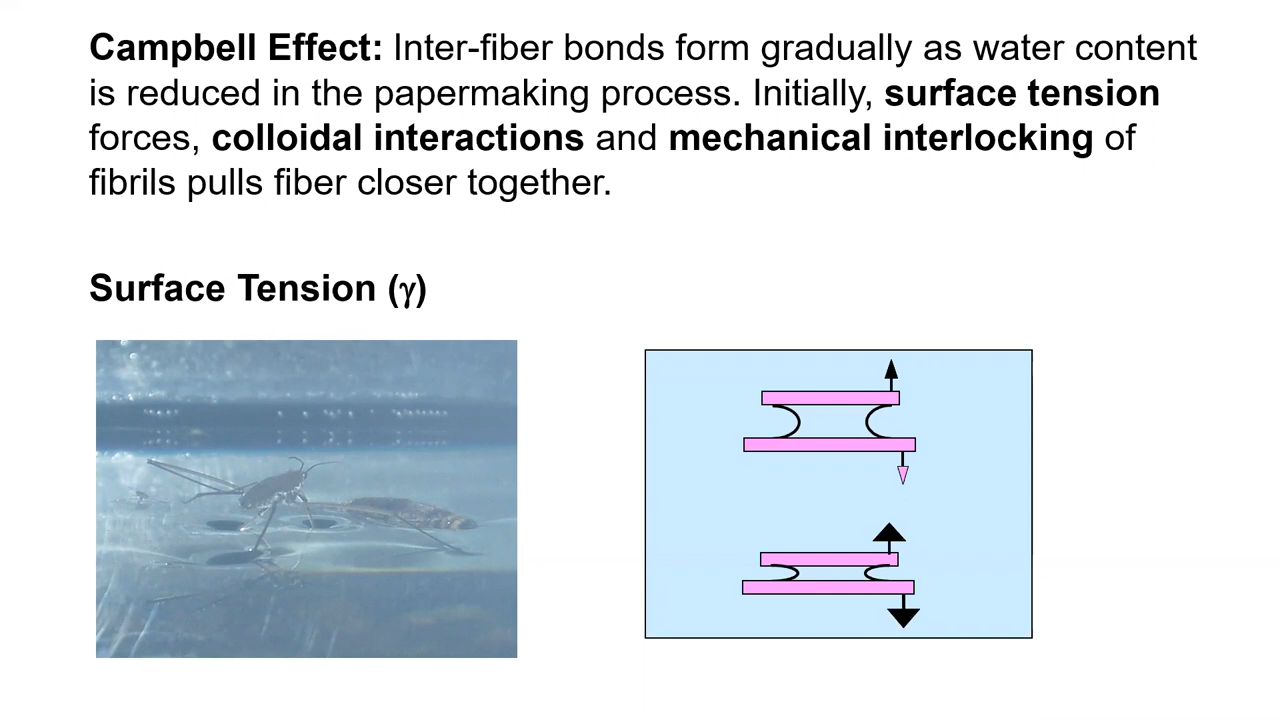 Campbell Effect: Inter-fiber bonds form gradually as water content
is reduced in the papermaking process. Initially, surface tension
forces, colloidal interactions and mechanical interlocking of
fibrils pulls fiber closer together.
Surface Tension (γ)